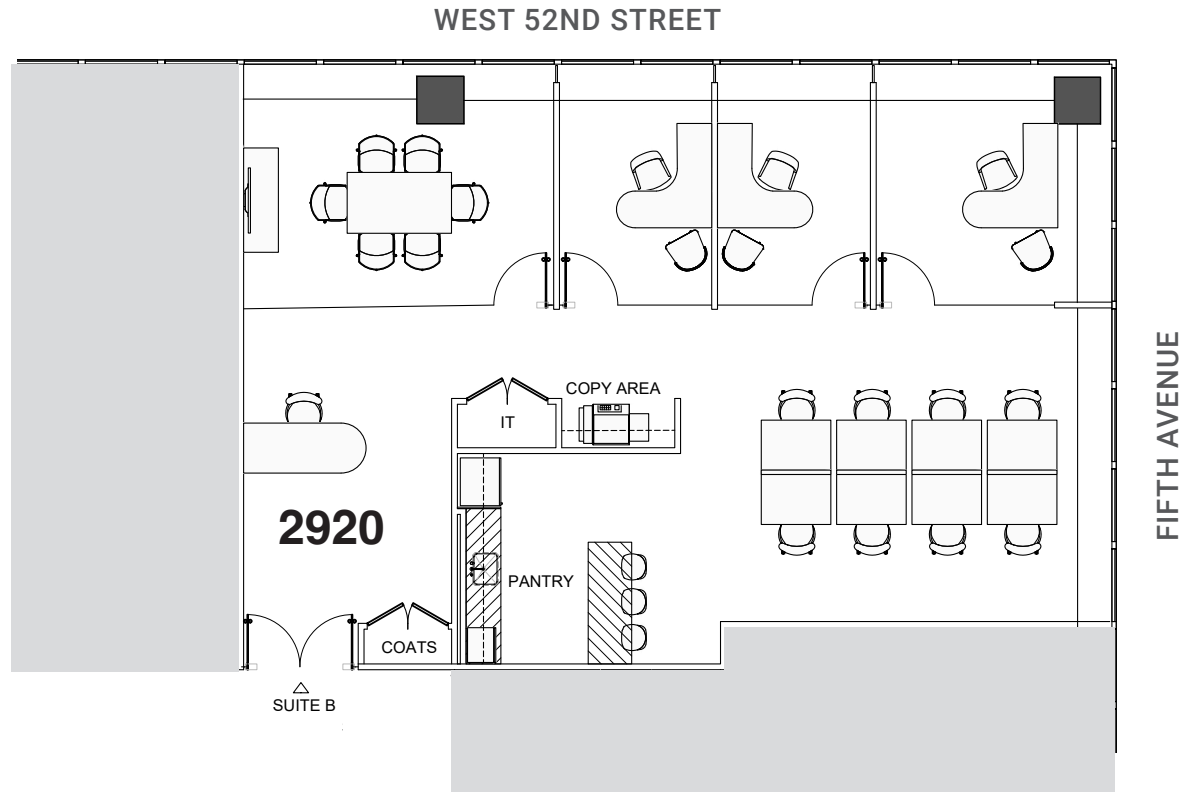 WEST 52ND STREET
FIFTH AVENUE
COPY AREA
IT
2920
PANTRY
COATS
SUITE B